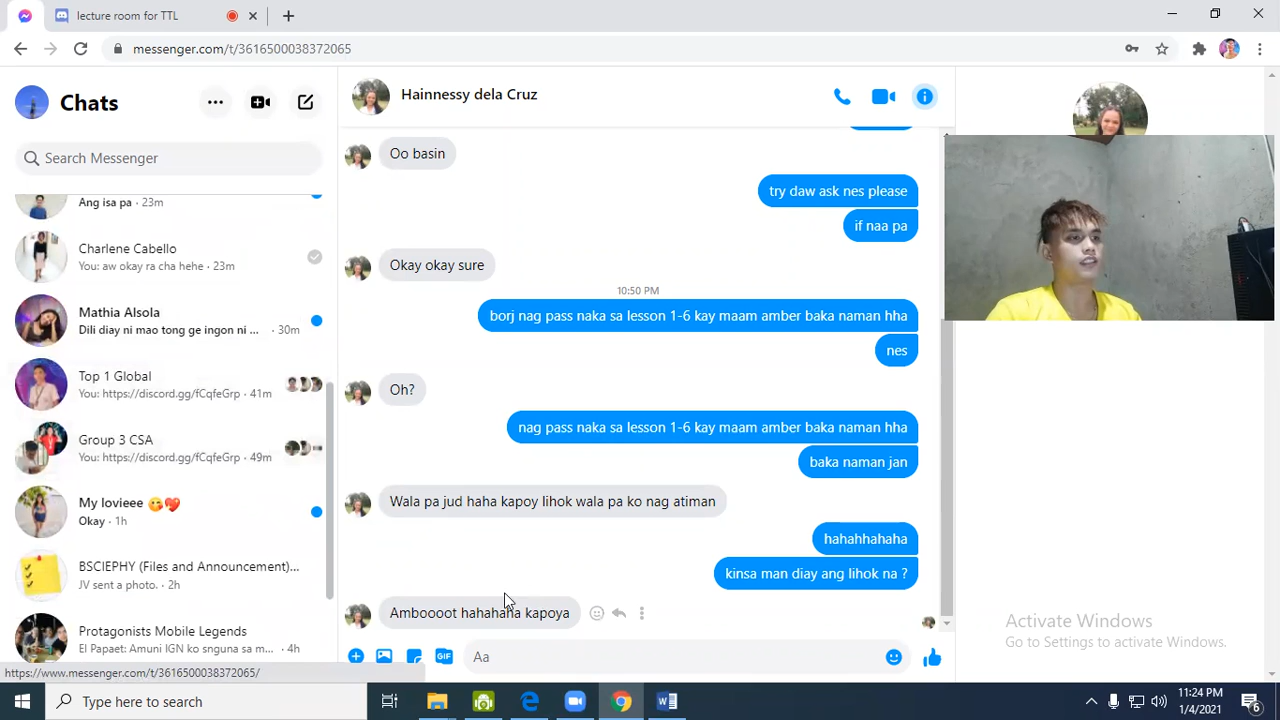 lecture room for TTL
messenger.com/t/3616500038372065
Chats
Search Messenger
Ang isa pa · 23m
Charlene Cabello
You: aw okay ra cha hehe · 23m
Mathia Alsola
Dili diay ni mao tong ge ingon ni ... · 30m
Top 1 Global
You: https://discord.gg/fCqfeGrp · 41m
Group 3 CSA
You: https://discord.gg/fCqfeGrp · 49m
My lovieee 😘❤️
Okay · 1h
BSCIEPHY (Files and Announcement)...
JV sent a photo. · 2h
Protagonists Mobile Legends
El Papaet: Amuni IGN ko snguna sa m... · 4h
https://www.messenger.com/t/3616500038372065/
Hainnessy dela Cruz
Oo basin
try daw ask nes please
if naa pa
Okay okay sure
10:50 PM
borj nag pass naka sa lesson 1-6 kay maam amber baka naman hha
nes
Oh?
nag pass naka sa lesson 1-6 kay maam amber baka naman hha
baka naman jan
Wala pa jud haha kapoy lihok wala pa ko nag atiman
hahahhahaha
kinsa man diay ang lihok na ?
Amboooot hahahaha kapoya
GIF
Aa
Activate Windows
Go to Settings to activate Windows.
Type here to search
11:24 PM
1/4/2021
6